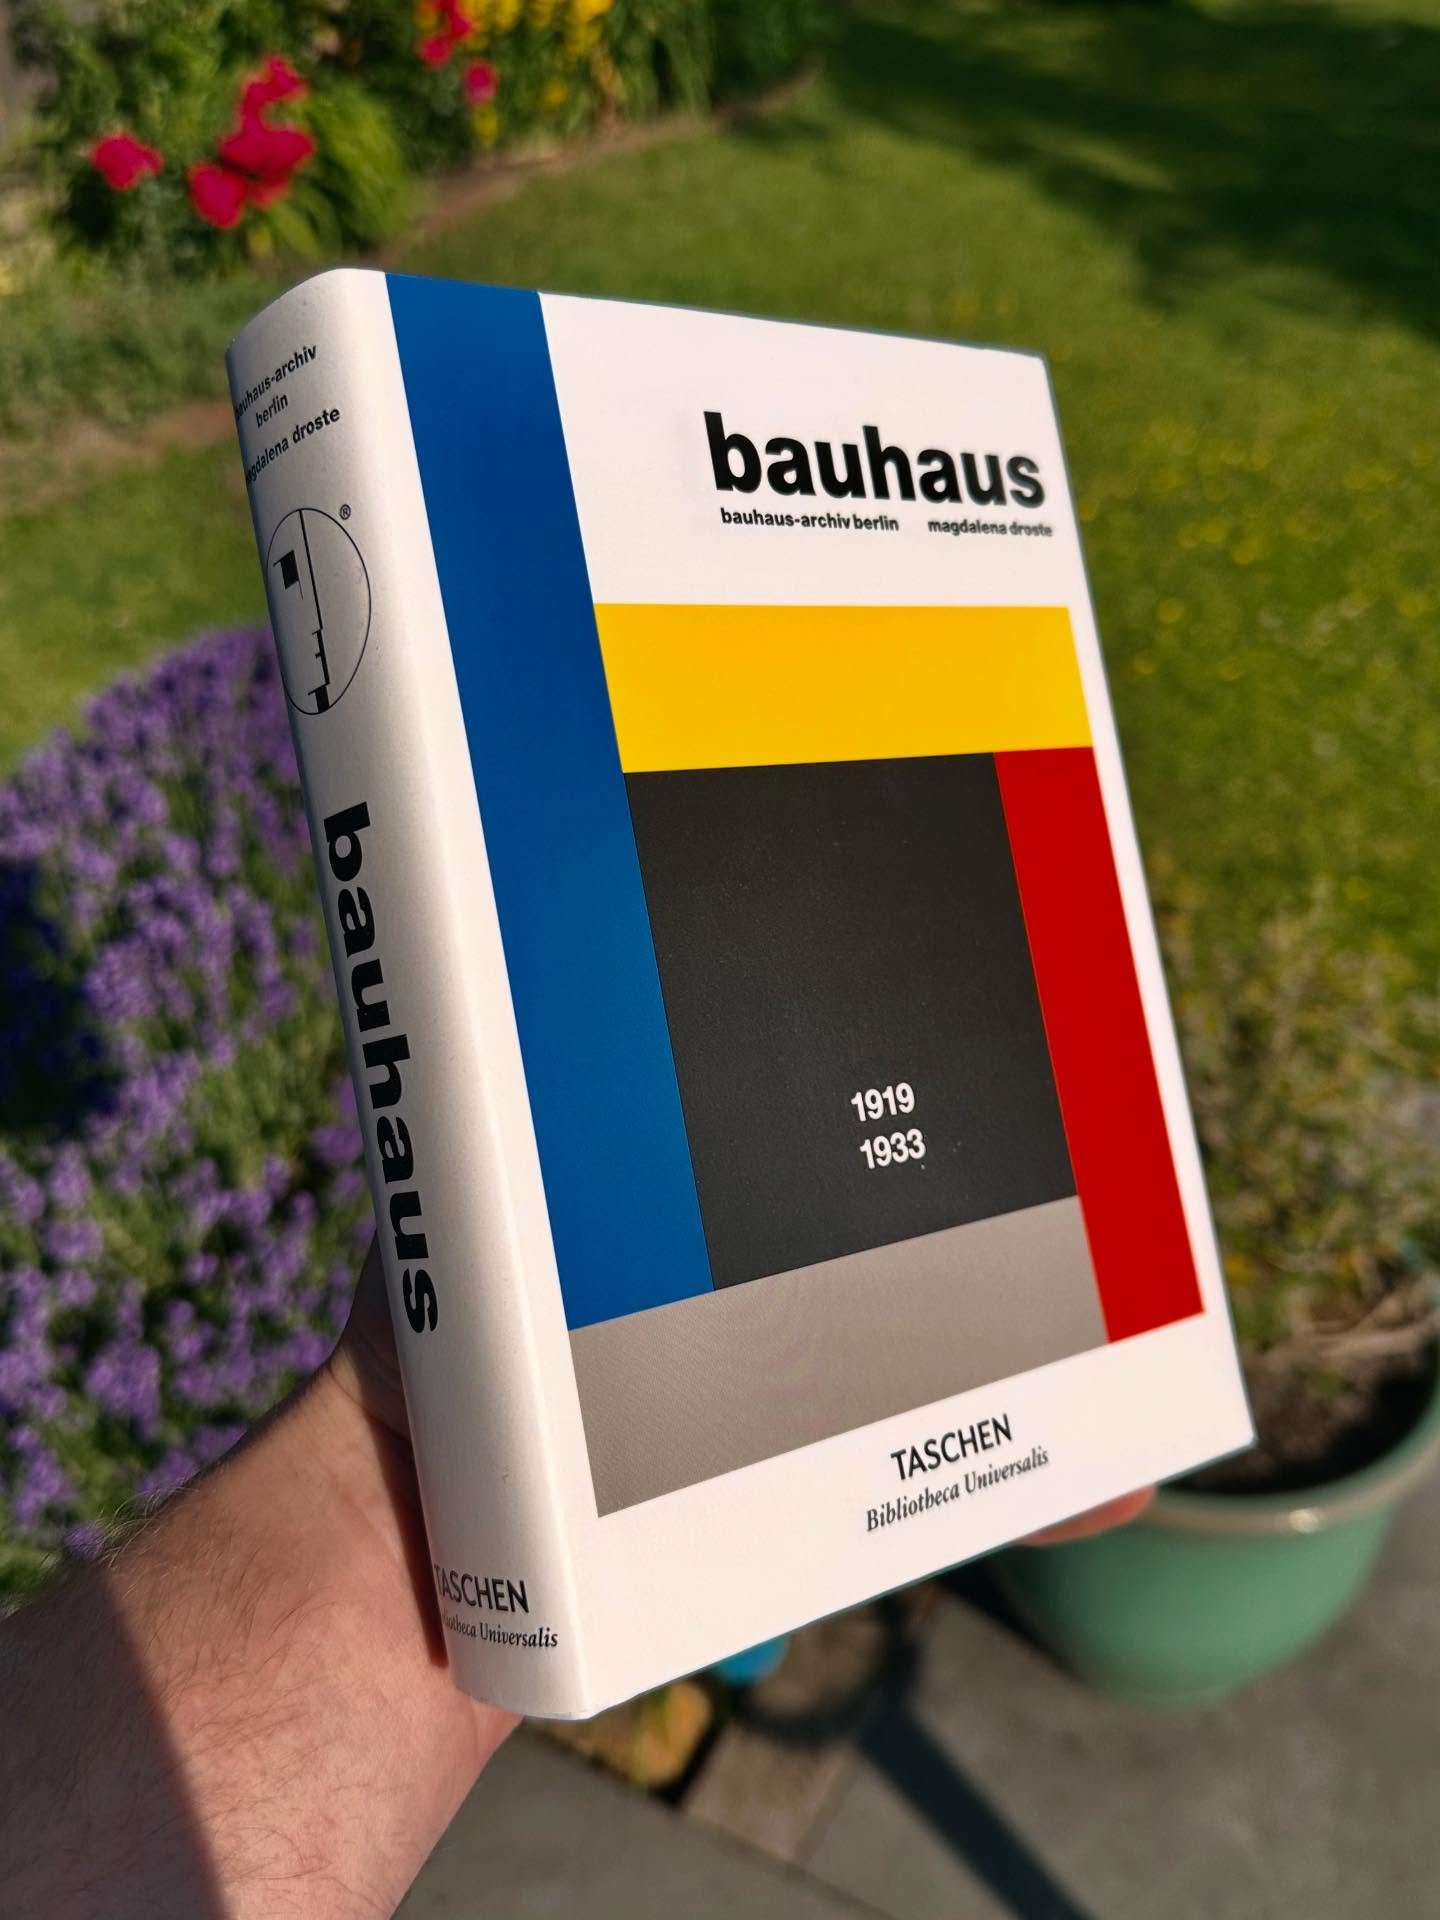 bauhaus-archiv
berlin
magdalena droste
®
bauhaus
TASCHEN
Bibliotheca Universalis
bauhaus
bauhaus-archiv berlin magdalena droste
1919
1933
TASCHEN
Bibliotheca Universalis